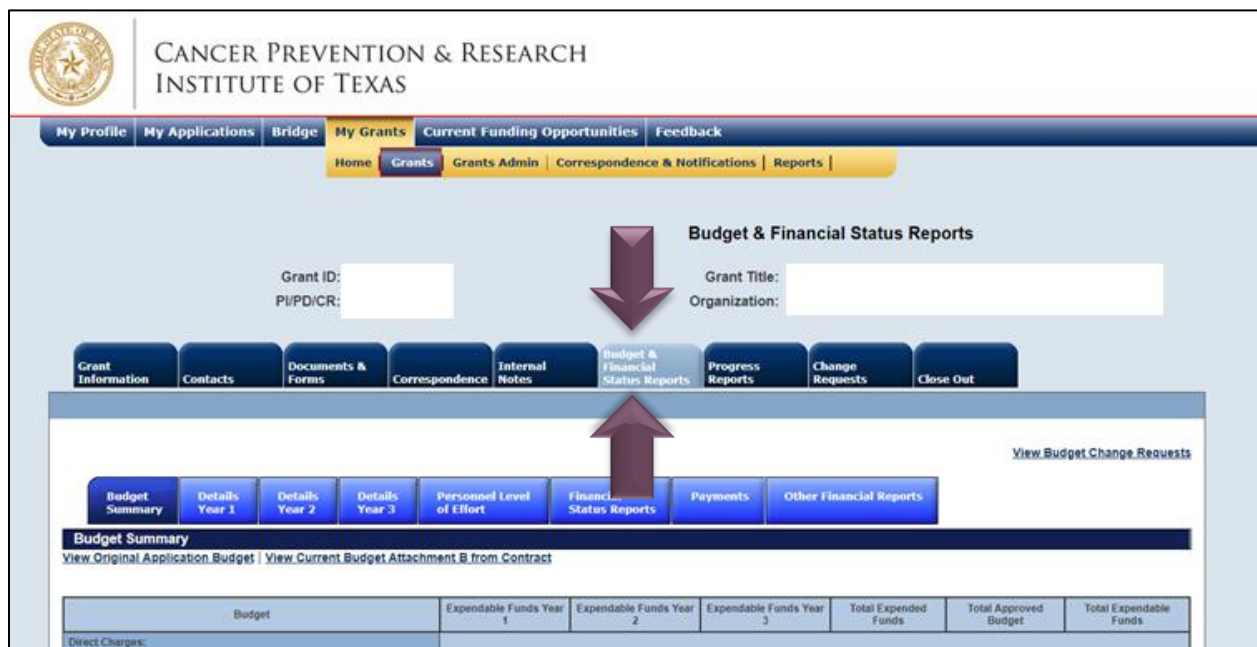 THE STATE OF TEXAS
CANCER PREVENTION & RESEARCH
INSTITUTE OF TEXAS
My Profile My Applications Bridge My Grants Current Funding Opportunities Feedback
Home Grants Grants Admin Correspondence & Notifications Reports
Budget & Financial Status Reports
Grant ID: Grant Title:
PI/PD/CR: Organization:
Grant Information
Contacts
Documents & Forms
Correspondence
Internal Notes
Budget & Financial Status Reports
Progress Reports
Change Requests
Close Out
View Budget Change Requests
Budget Summary
Details Year 1
Details Year 2
Details Year 3
Personnel Level of Effort
Status Reports
Payments
Other Financial Reports
Budget Summary
View Original Application Budget | View Current Budget Attachment B from Contract
Budget
Expendable Funds Year 1
Expendable Funds Year 2
Expendable Funds Year 3
Total Expended Funds
Total Approved Budget
Total Expendable Funds
Direct Charges: